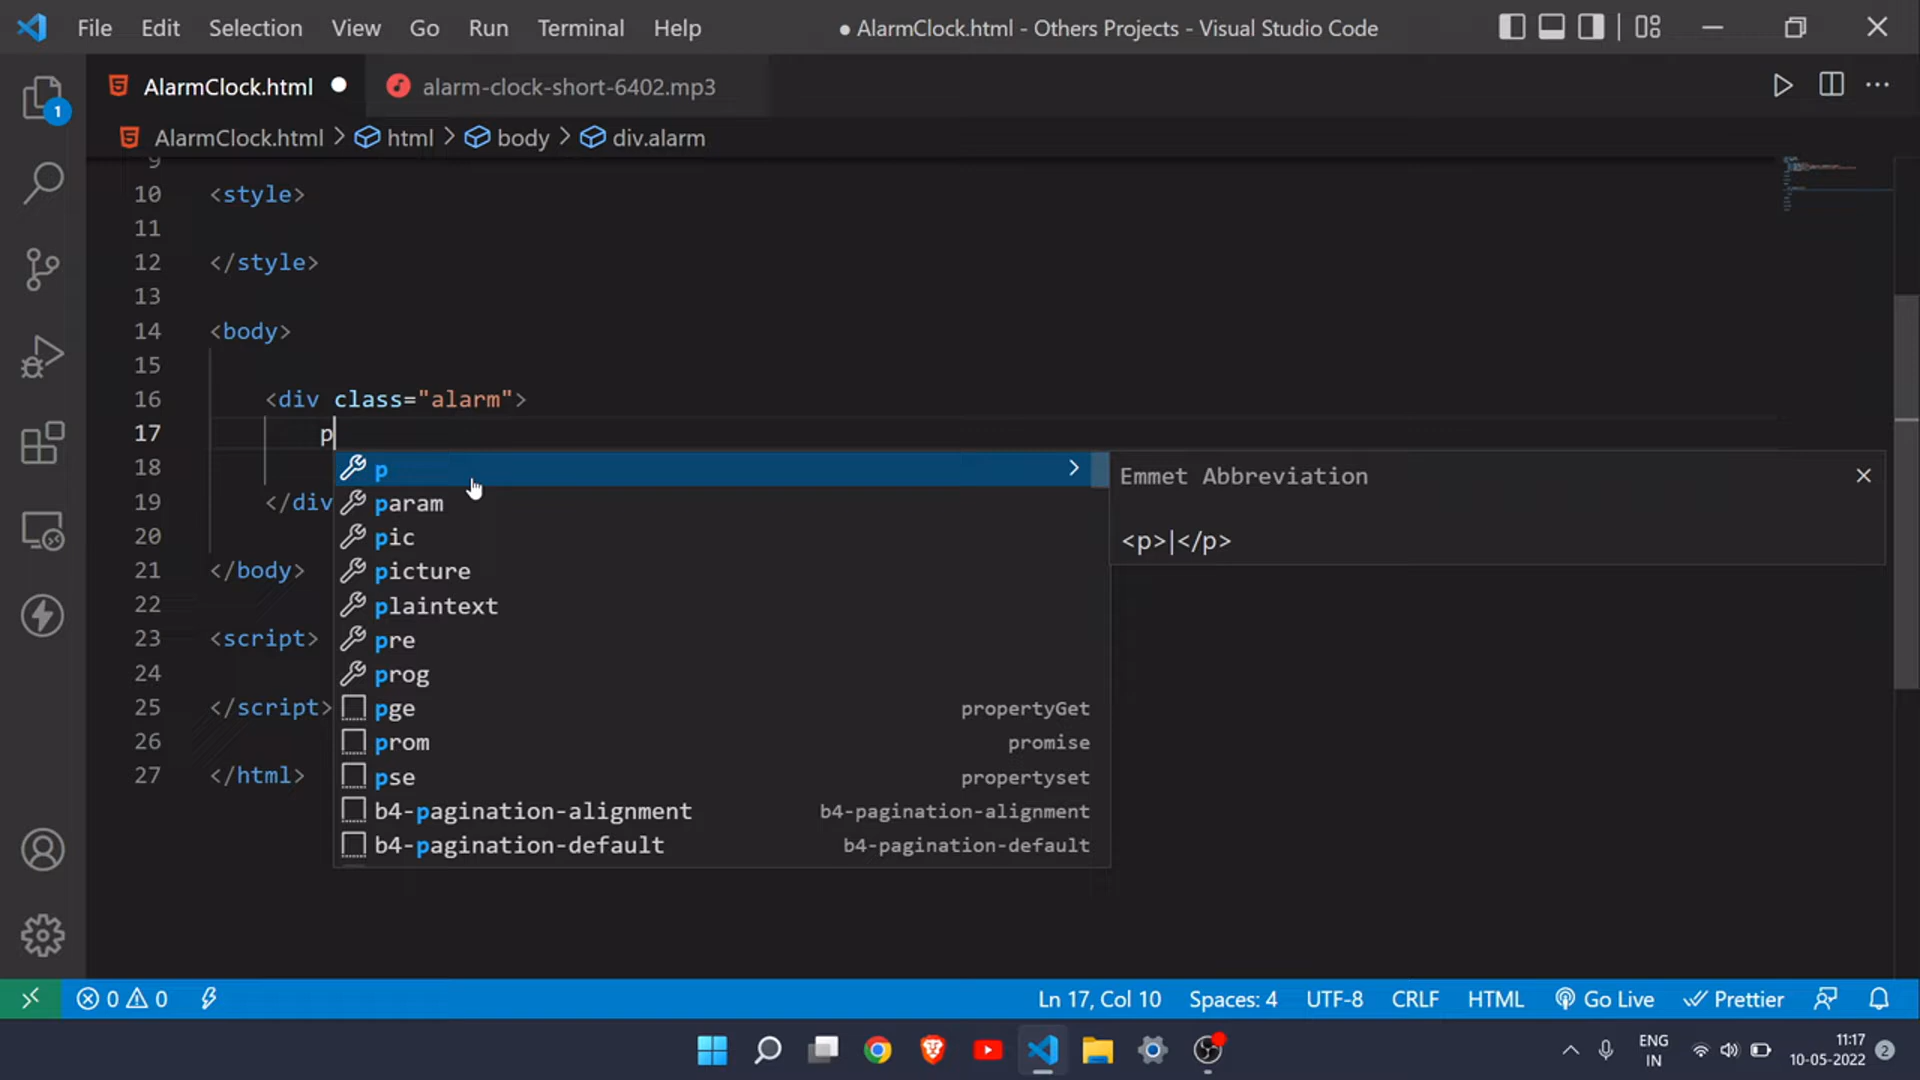 File Edit Selection View Go Run Terminal Help ● AlarmClock.html - Others Projects - Visual Studio Code
AlarmClock.html ● alarm-clock-short-6402.mp3
AlarmClock.html > html > body > div.alarm
1
9
10 <style>
11
12 </style>
13
14 <body>
15
16 <div class="alarm">
17 p
18 p
Emmet Abbreviation
19 </div param
20 pic
<p>|</p>
21 </body> picture
22 plaintext
23 <script> pre
24 prog
25 </script> pge propertyGet
26 prom promise
27 </html> pse propertyset
b4-pagination-alignment b4-pagination-alignment
b4-pagination-default b4-pagination-default
0 0 Ln 17, Col 10 Spaces: 4 UTF-8 CRLF HTML Go Live Prettier
ENG 11:17
IN 10-05-2022 2